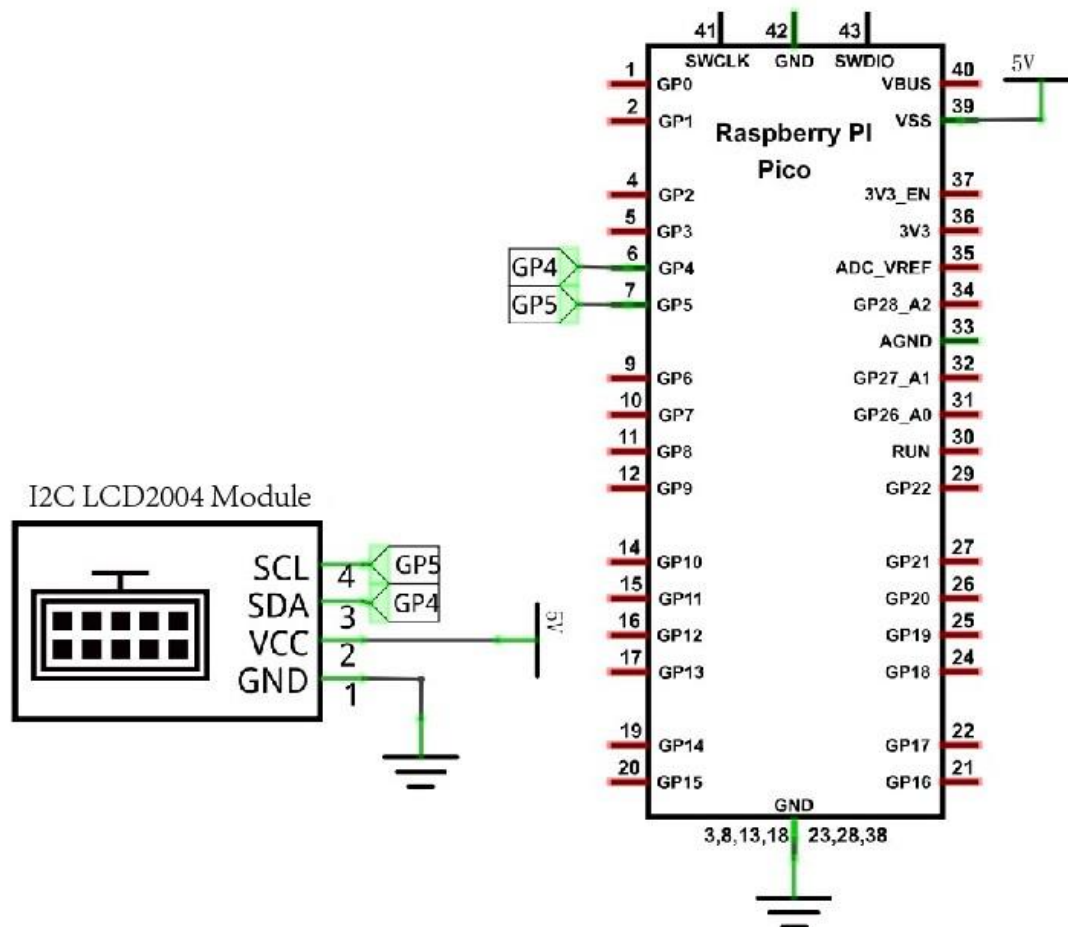 41 42 43
SWCLK GND SWDIO
1 GP0 VBUS 40
5V
2 GP1 VSS 39
Raspberry PI
Pico
4 GP2 3V3_EN 37
5 GP3 3V3 36
GP4 6 GP4 ADC_VREF 35
GP5 7 GP5 GP28_A2 34
AGND 33
9 GP6 GP27_A1 32
10 GP7 GP26_A0 31
11 GP8 RUN 30
12 GP9 GP22 29
I2C LCD2004 Module
14 GP10 GP21 27
SCL 4 GP5
15 GP11 GP20 26
SDA 3 GP4
16 GP12 GP19 25
VCC 2 5V
17 GP13 GP18 24
GND 1
19 GP14 GP17 22
20 GP15 GP16 21
GND
3,8,13,18 23,28,38